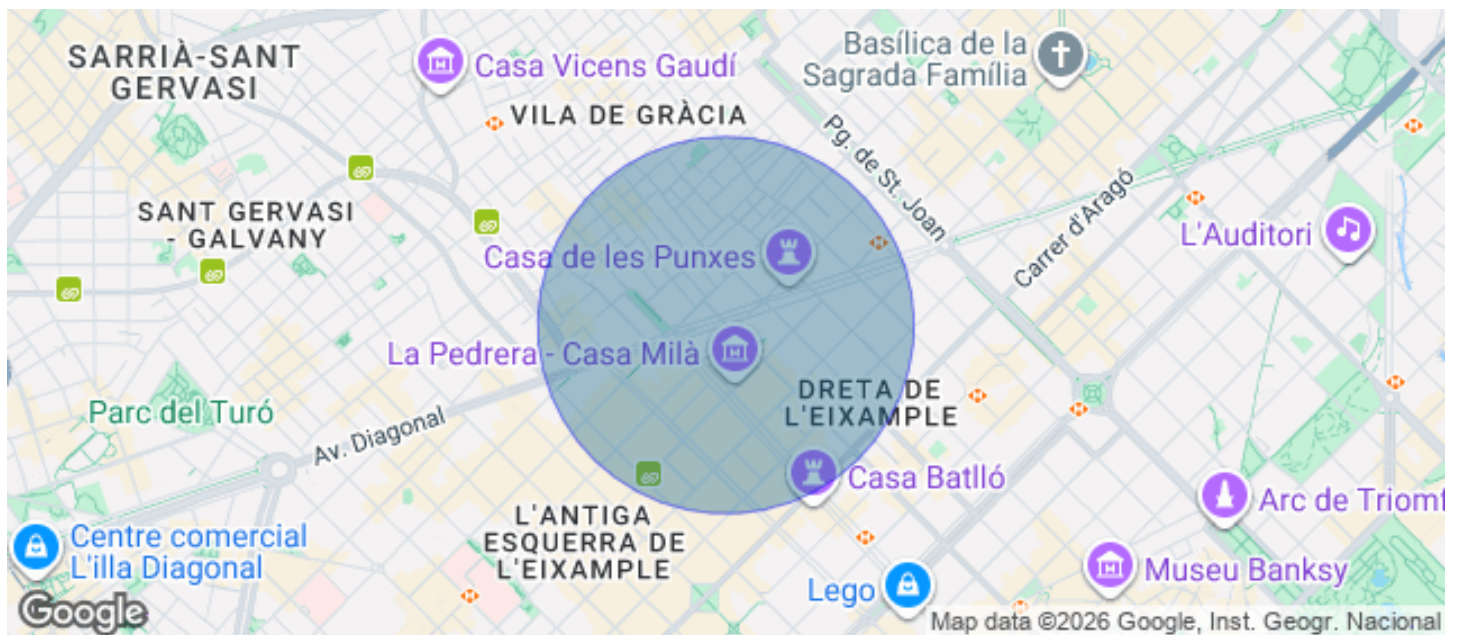 SARRIÀ-SANT
GERVASI
Casa Vicens Gaudí
Basílica de la
Sagrada Família
VILA DE GRÀCIA
Pg. de St. Joan
SANT GERVASI
- GALVANY
Carrer d'Aragó
L'Auditori
Casa de les Punxes
La Pedrera - Casa Milà
DRETA DE
L'EIXAMPLE
Parc del Turó
Av. Diagonal
Casa Batlló
Arc de Triomf
L'ANTIGA
ESQUERRA DE
L'EIXAMPLE
Centre comercial
L'illa Diagonal
Museu Banksy
Lego
Google
Map data ©2026 Google, Inst. Geogr. Nacional